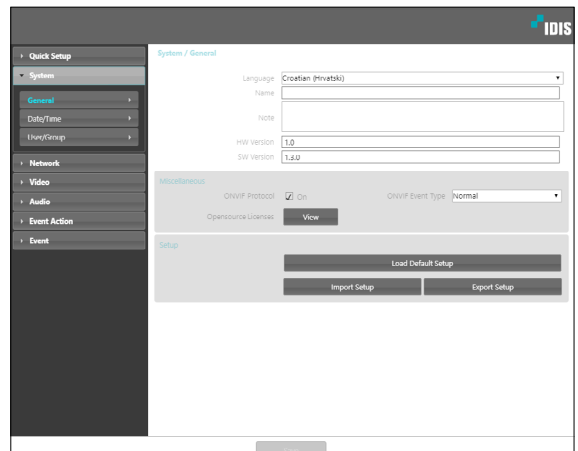 IDIS
Quick Setup
System
General
Date/Time
User/Group
Network
Video
Audio
Event Action
Event
System / General
Language Croatian (Hrvatski)
Name
Note
HW Version 1.0
SW Version 1.3.0
Miscellaneous
ONVIF Protocol On ONVIF Event Type Normal
Opensource Licenses View
Setup
Load Default Setup
Import Setup Export Setup